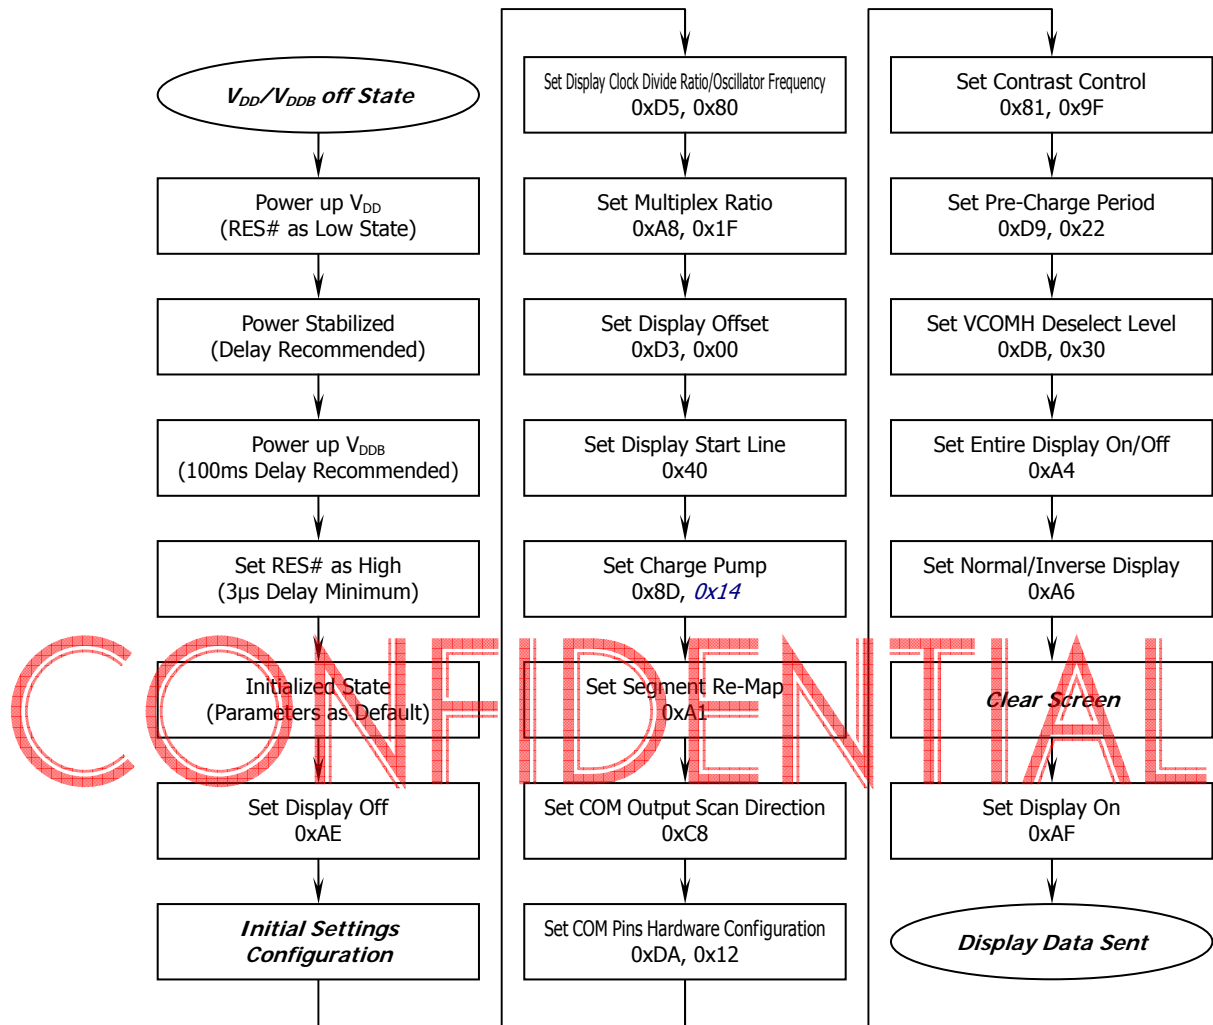 V_DD/V_DDB off State
Power up V_DD
(RES# as Low State)
Power Stabilized
(Delay Recommended)
Power up V_DDB
(100ms Delay Recommended)
Set RES# as High
(3µs Delay Minimum)
Initialized State
(Parameters as Default)
Set Display Off
0xAE
Initial Settings
Configuration
Set Display Clock Divide Ratio/Oscillator Frequency
0xD5, 0x80
Set Multiplex Ratio
0xA8, 0x1F
Set Display Offset
0xD3, 0x00
Set Display Start Line
0x40
Set Charge Pump
0x8D, 0x14
Set Segment Re-Map
0xA1
Set COM Output Scan Direction
0xC8
Set COM Pins Hardware Configuration
0xDA, 0x12
Set Contrast Control
0x81, 0x9F
Set Pre-Charge Period
0xD9, 0x22
Set VCOMH Deselect Level
0xDB, 0x30
Set Entire Display On/Off
0xA4
Set Normal/Inverse Display
0xA6
Clear Screen
Set Display On
0xAF
Display Data Sent
CONFIDENTIAL